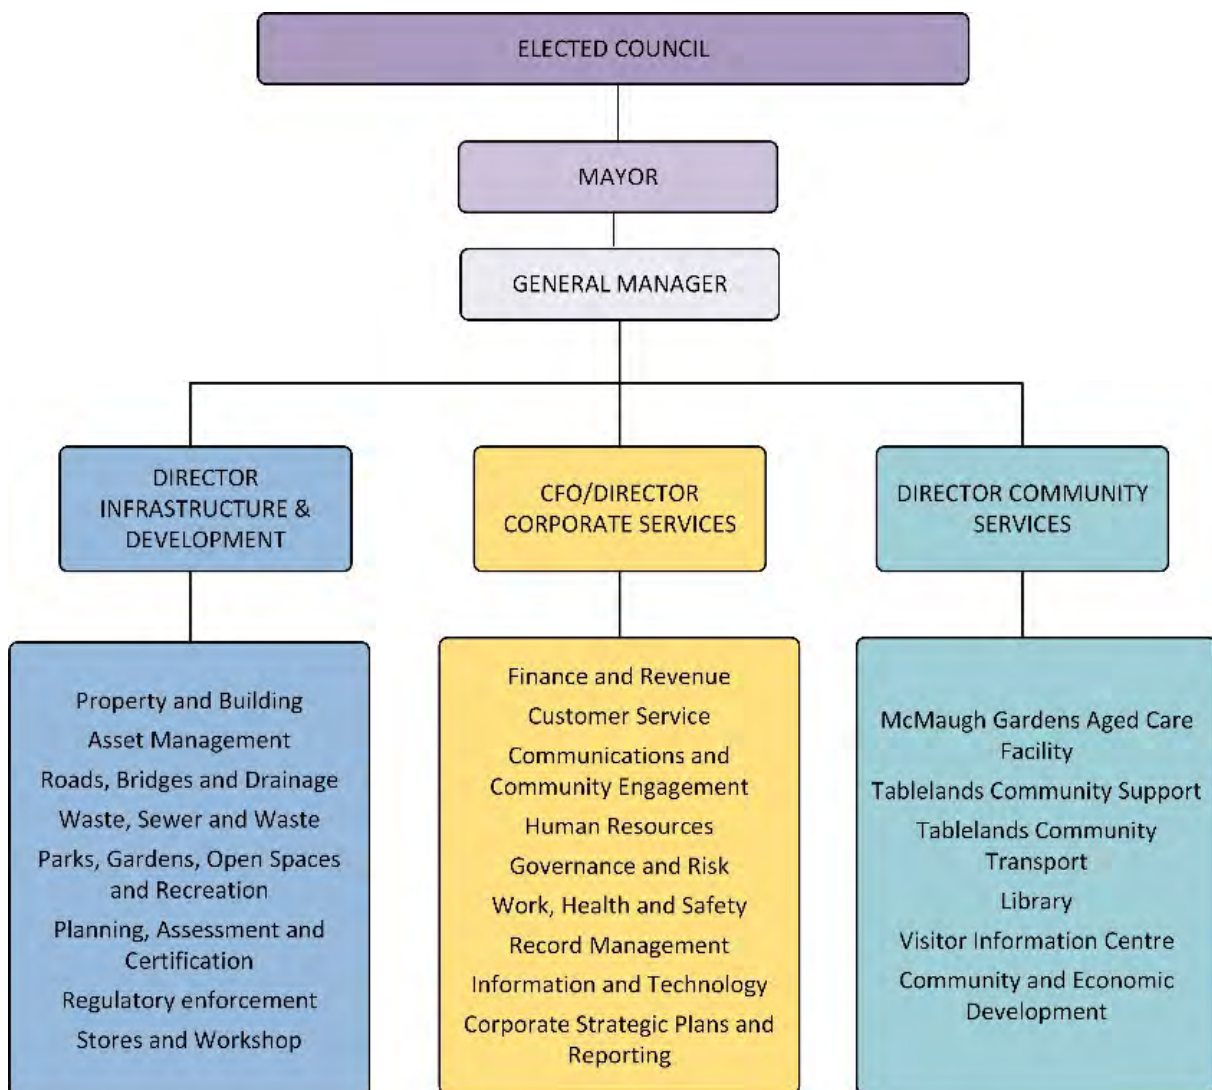 ELECTED COUNCIL
MAYOR
GENERAL MANAGER
DIRECTOR
INFRASTRUCTURE &
DEVELOPMENT
CFO/DIRECTOR
CORPORATE SERVICES
DIRECTOR COMMUNITY
SERVICES
Property and Building
Asset Management
Roads, Bridges and Drainage
Waste, Sewer and Waste
Parks, Gardens, Open Spaces
and Recreation
Planning, Assessment and
Certification
Regulatory enforcement
Stores and Workshop
Finance and Revenue
Customer Service
Communications and
Community Engagement
Human Resources
Governance and Risk
Work, Health and Safety
Record Management
Information and Technology
Corporate Strategic Plans and
Reporting
McMaugh Gardens Aged Care
Facility
Tablelands Community Support
Tablelands Community
Transport
Library
Visitor Information Centre
Community and Economic
Development